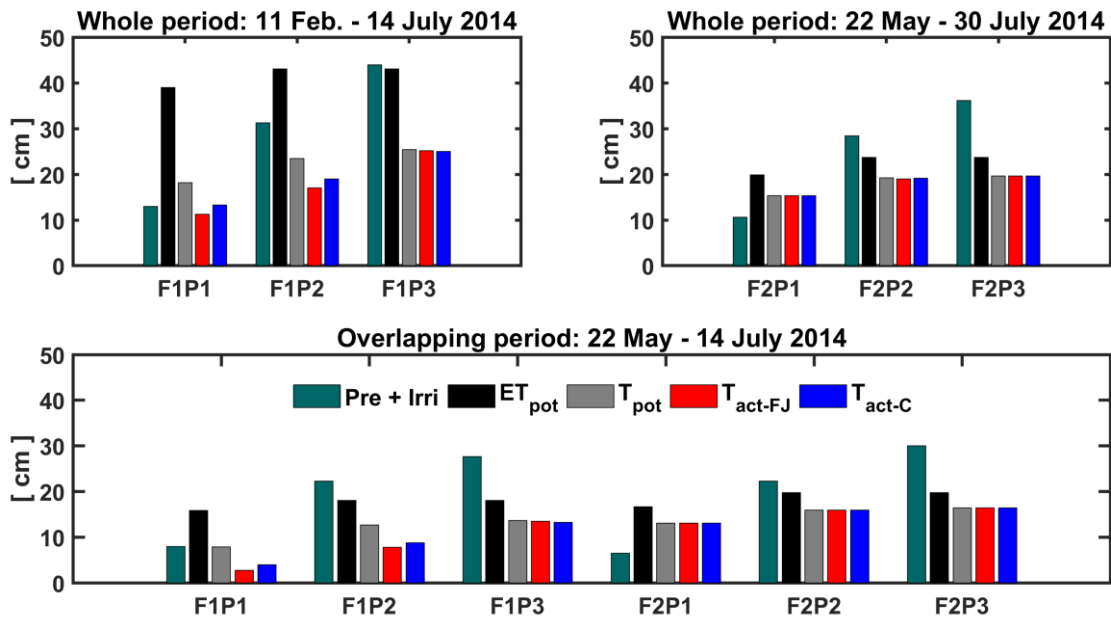 Whole period: 11 Feb. - 14 July 2014
50
40
30
20
10
0
[ cm ]
F1P1 F1P2 F1P3
Whole period: 22 May - 30 July 2014
50
40
30
20
10
0
[ cm ]
F2P1 F2P2 F2P3
Overlapping period: 22 May - 14 July 2014
50
40
30
20
10
0
[ cm ]
Pre + Irri ETpot Tpot Tact-FJ Tact-C
F1P1 F1P2 F1P3 F2P1 F2P2 F2P3